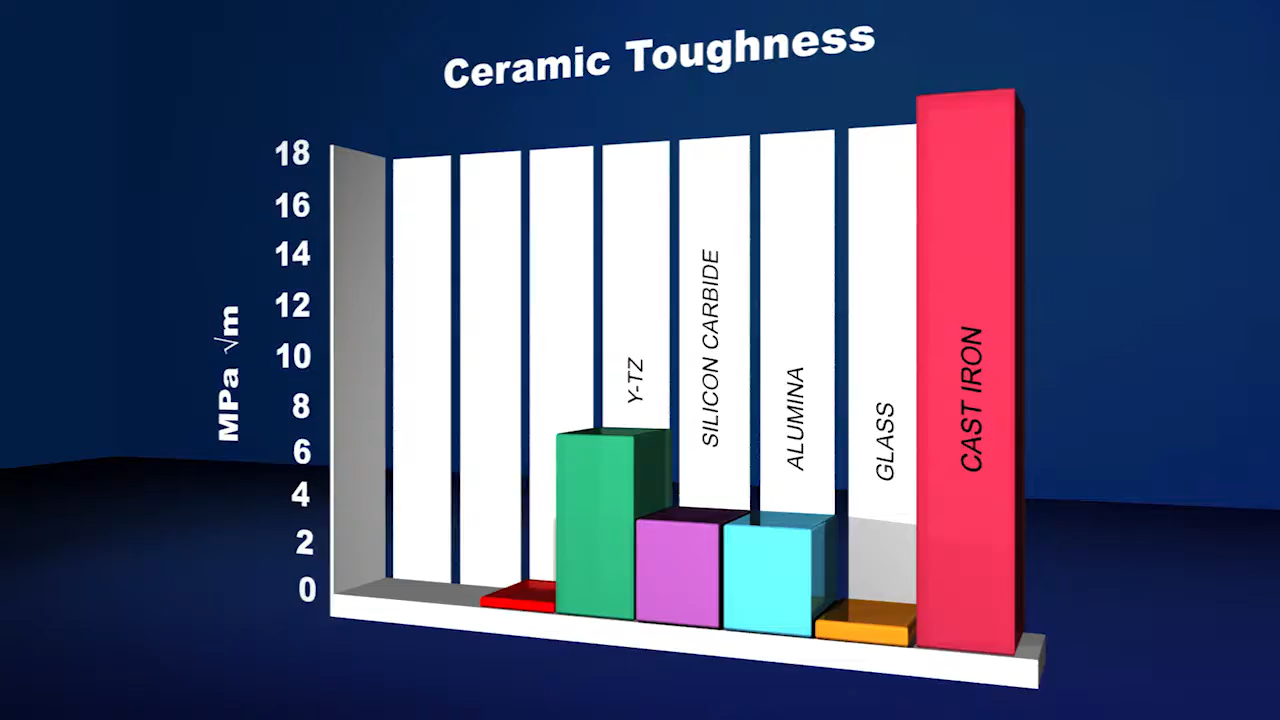 Ceramic Toughness
18
16
14
12
10
8
6
4
2
0
MPa √m
Y-TZ
SILICON CARBIDE
ALUMINA
GLASS
CAST IRON